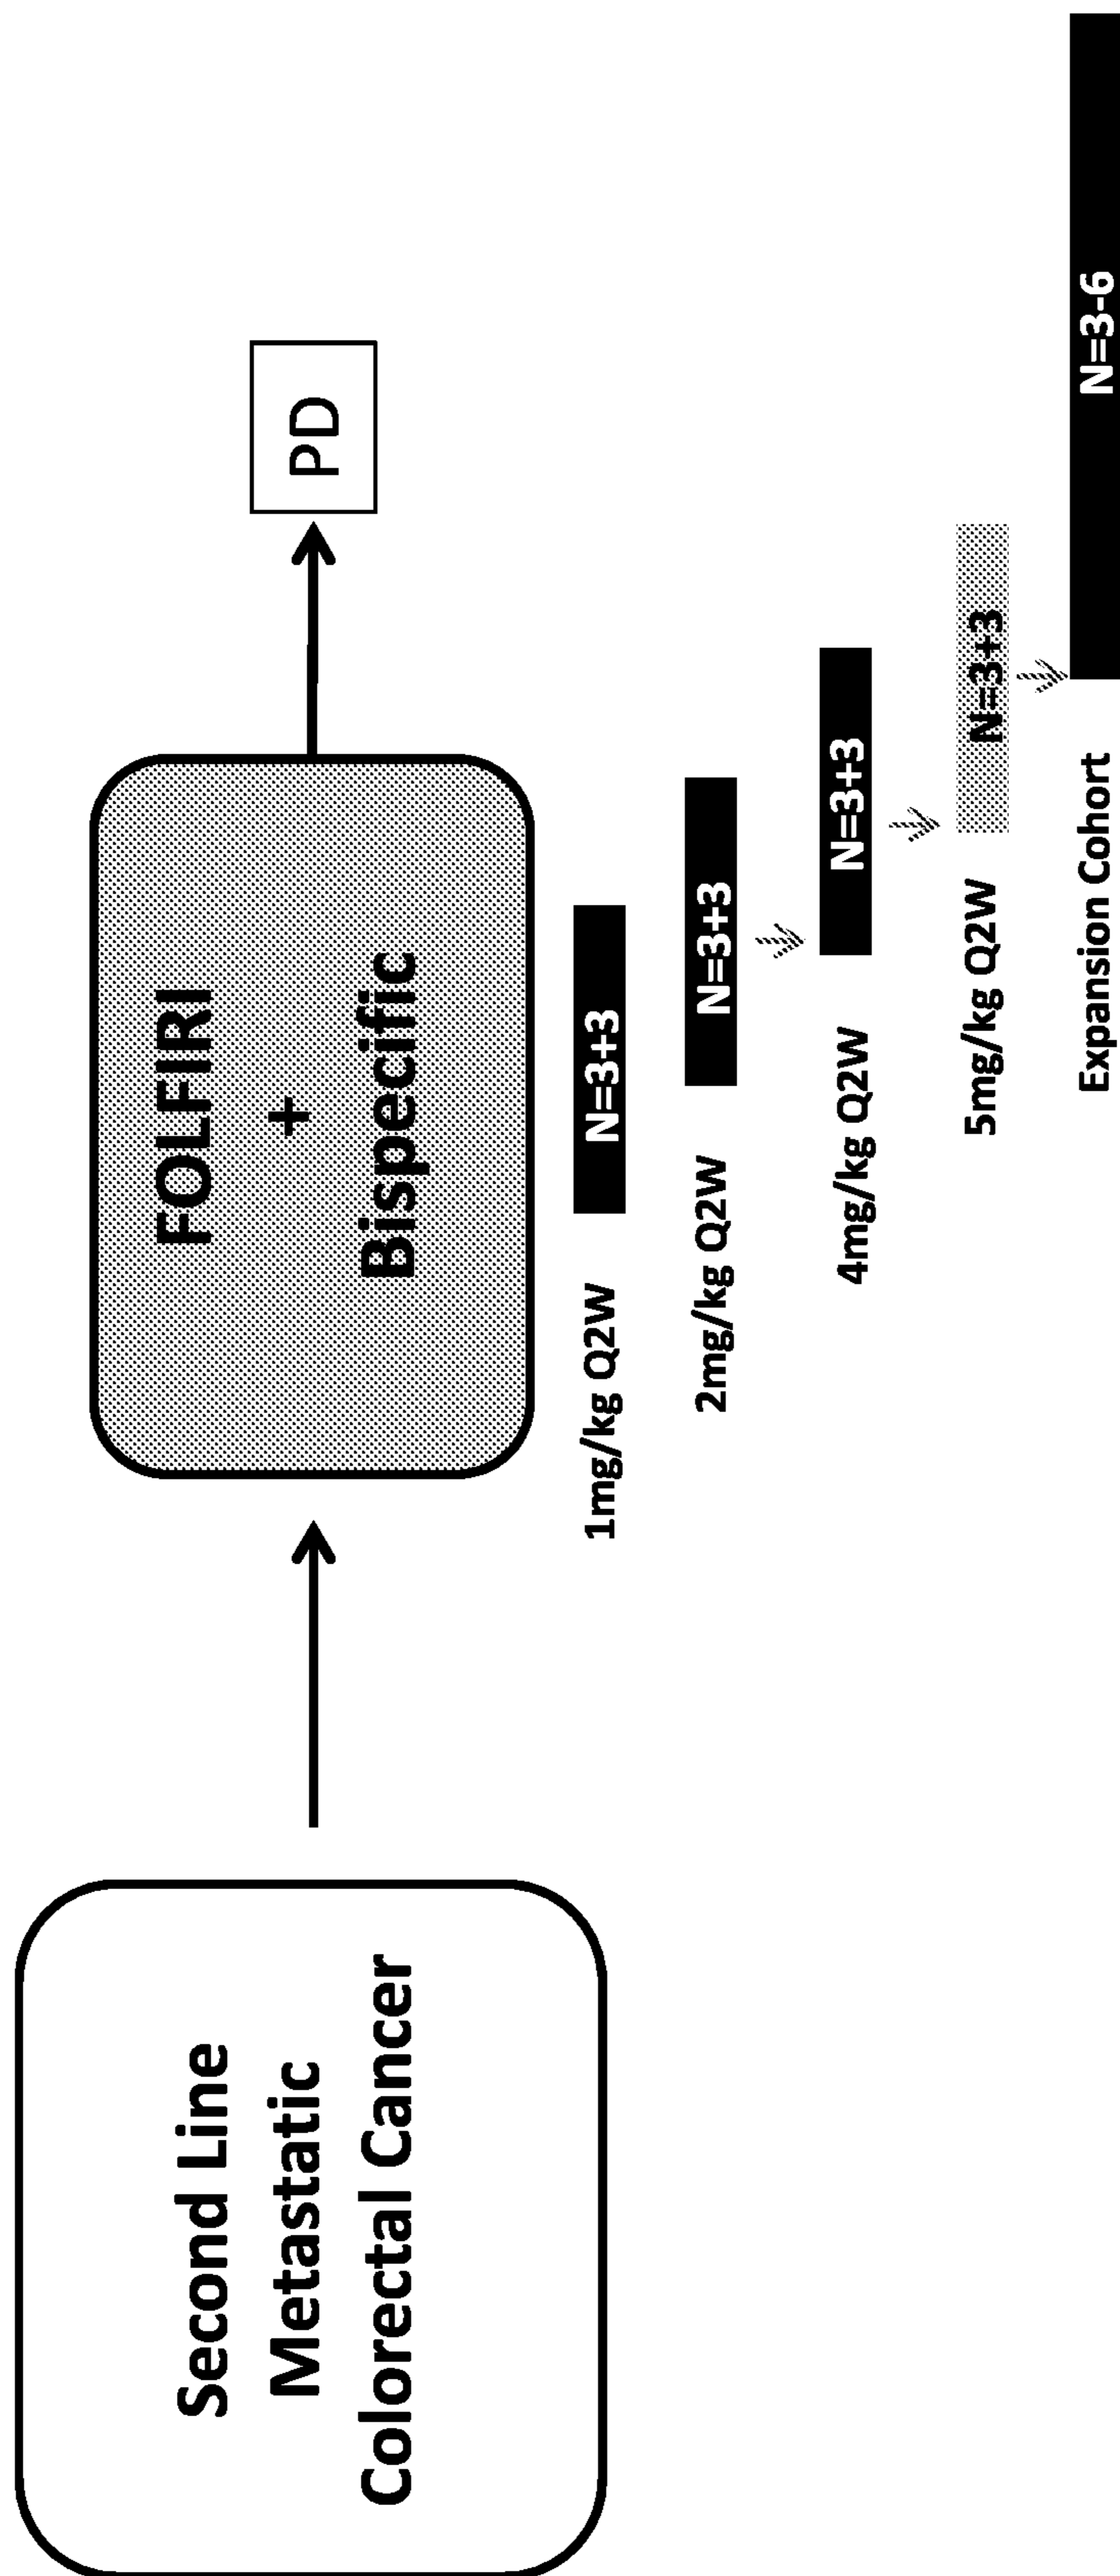 Second Line
Metastatic
Colorectal Cancer
FOLFIRI
+
Bispecific
PD
1mg/kg Q2W
N=3+3
2mg/kg Q2W
N=3+3
4mg/kg Q2W
N=3+3
5mg/kg Q2W
N=3+3
Expansion Cohort
N=3-6